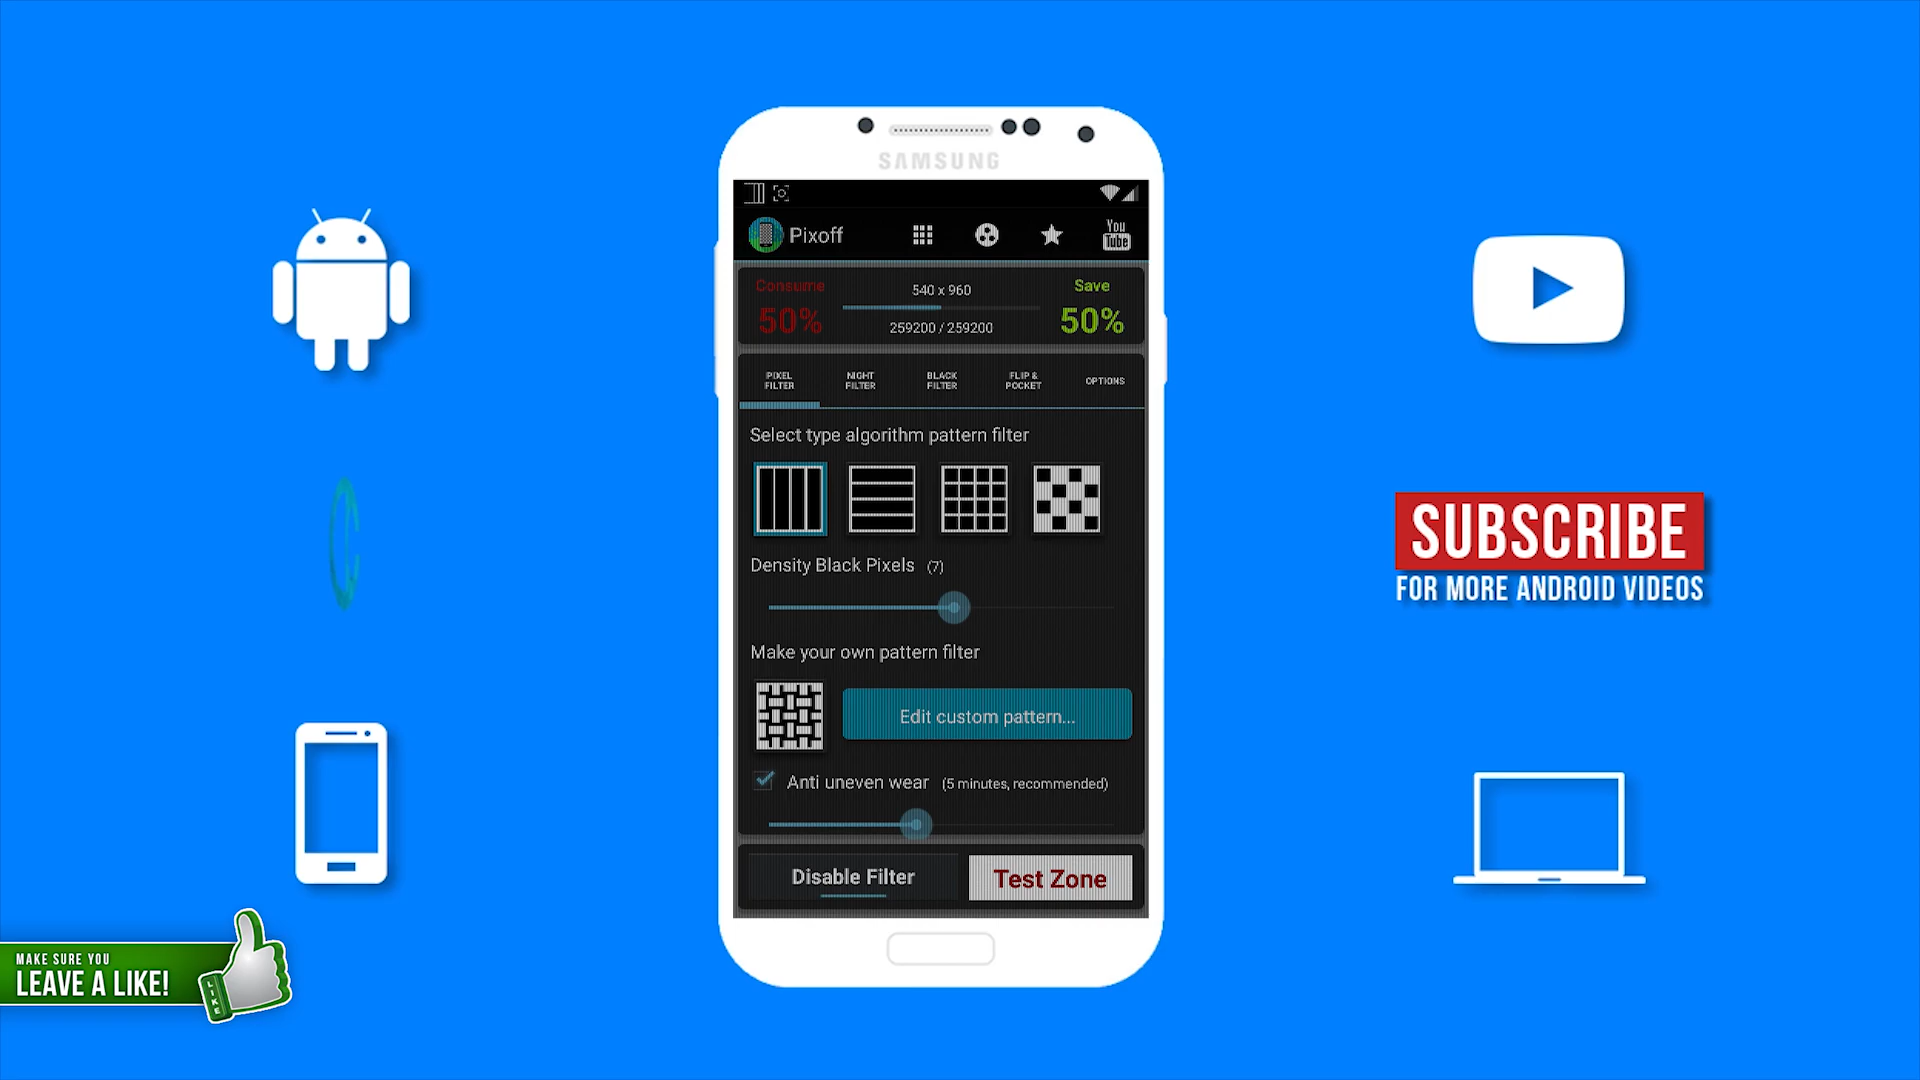 SAMSUNG
Pixoff
You
Tube
Consume
540 x 960
Save
50%
259200 / 259200
50%
PIXEL
FILTER
NIGHT
FILTER
BLACK
FILTER
FLIP &
POCKET
OPTIONS
Select type algorithm pattern filter
Density Black Pixels (7)
Make your own pattern filter
Edit custom pattern...
Anti uneven wear (5 minutes, recommended)
Disable Filter
Test Zone
SUBSCRIBE
FOR MORE ANDROID VIDEOS
MAKE SURE YOU
LEAVE A LIKE!
LIKE